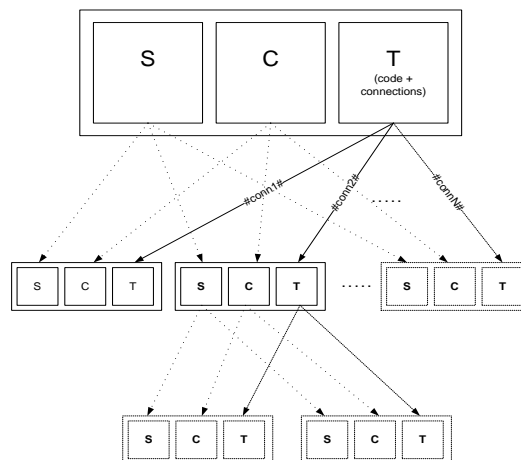 S C T
(code +
connections)
#conn1#
#conn2#
#connN#
.....
S C T
S C T
.....
S C T
S C T
S C T